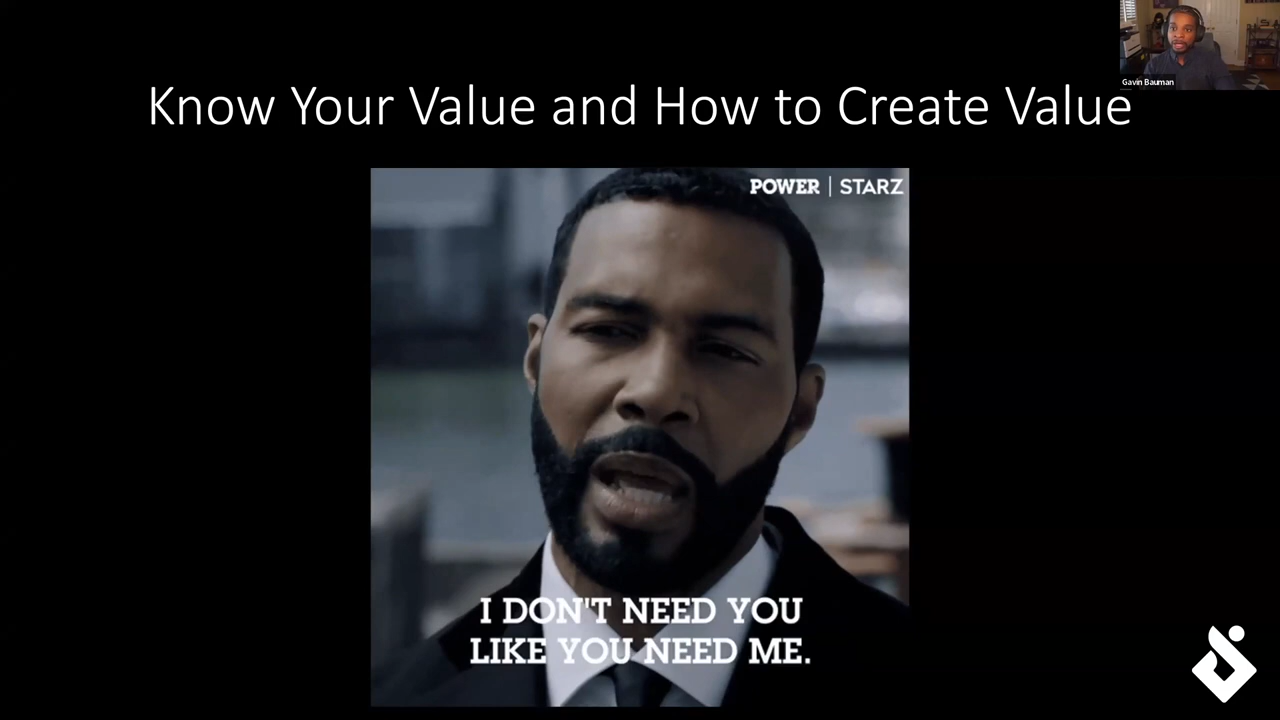 Gavin Bauman
Know Your Value and How to Create Value
POWER | STARZ
I DON'T NEED YOU
LIKE YOU NEED ME.